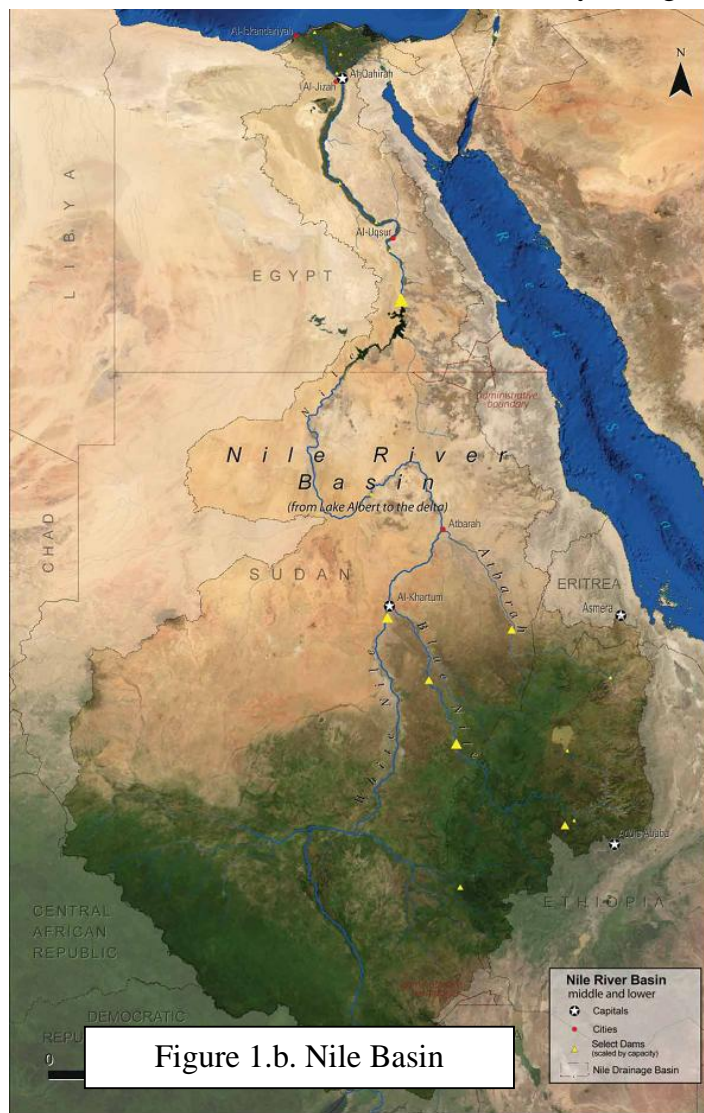 Al-Iskandariyah
Al-Qahirah
Al-Jizah
N
LIBYA
Al-Uqsur
EGYPT
Red Sea
Nile
Administrative
boundary
Nile River
Basin
(from Lake Albert to the delta)
CHAD
Atbarah
Atbarah
SUDAN
ERITREA
Al-Khartum
Asmera
Blue Nile
White Nile
Addis Ababa
ETHIOPIA
CENTRAL
AFRICAN
REPUBLIC
DEMOCRATIC
0
Figure 1.b. Nile Basin
Nile River Basin
middle and lower
Capitals
Cities
Select Dams
(scaled by capacity)
Nile Drainage Basin